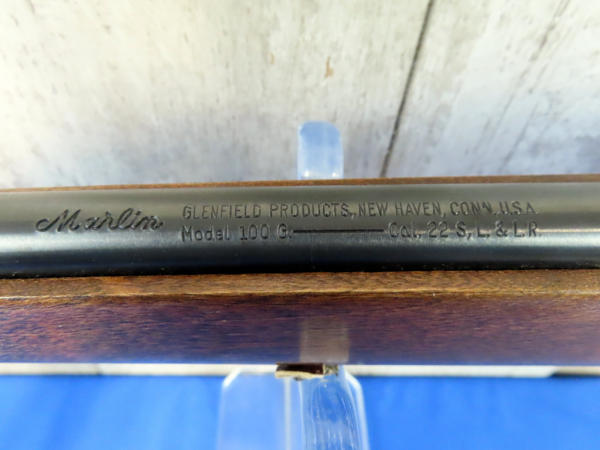 Marlin
GLENFIELD PRODUCTS, NEW HAVEN, CONN. U.S.A.
Model 100 G. Cal. 22 S, L. & L.R.